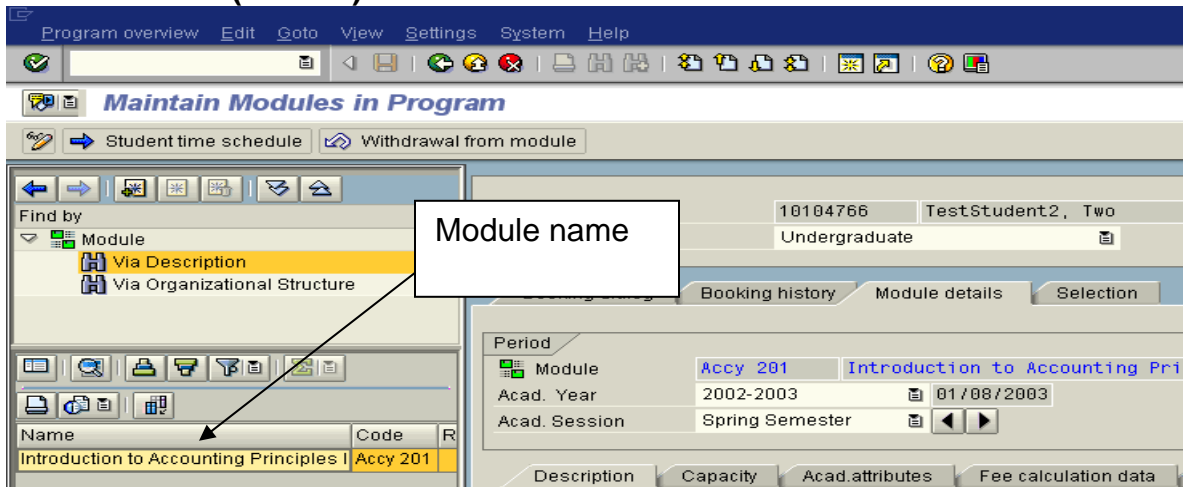 Program overview Edit Goto View Settings System Help
Maintain Modules in Program
Student time schedule Withdrawal from module
Find by
Module
Via Description
Via Organizational Structure
Module name
10104766 TestStudent2, Two
Undergraduate
Booking history Module details Selection
Period
Module Accy 201 Introduction to Accounting Pri
Acad. Year 2002-2003 01/08/2003
Acad. Session Spring Semester
Name Code R
Introduction to Accounting Principles I Accy 201
Description Capacity Acad.attributes Fee calculation data